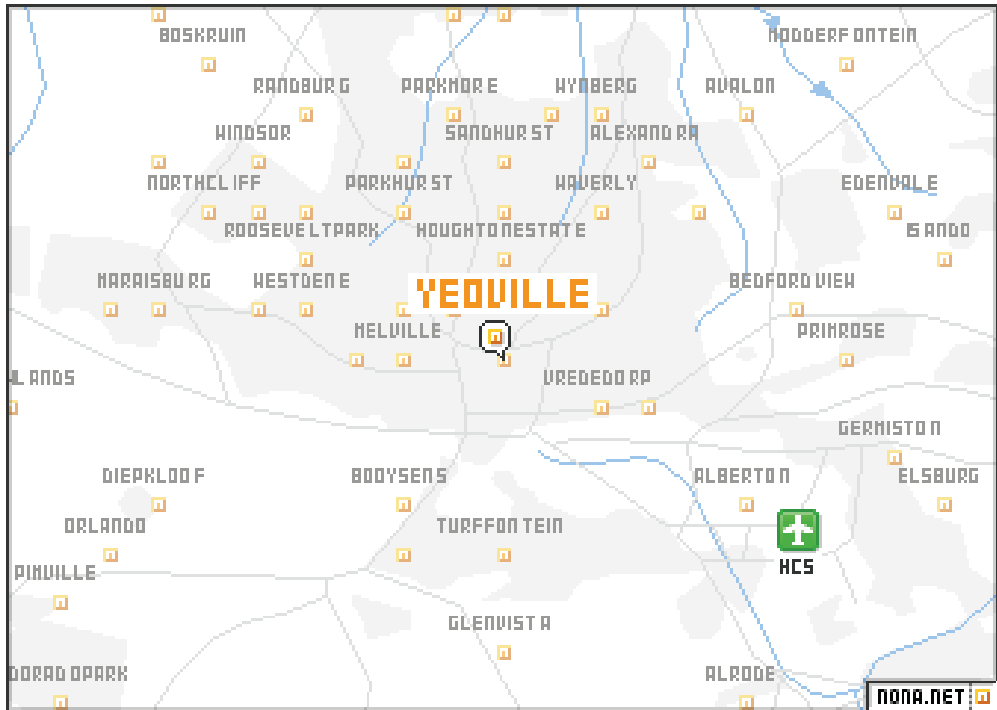 BOSKRUIN
MODDERFONTEIN
RANDBURG
PARKMORE
WYNBERG
AVALON
WINDSOR
SANDHURST
ALEXANDRA
NORTHCLIFF
PARKHURST
WAVERLY
EDENVALE
ROOSEVELTPARK
HOUGHTONESTATE
ISANDO
MARAISBURG
WESTDENE
YEOVILLE
BEDFORDVIEW
MELVILLE
PRIMROSE
LANDS
VREDEDORP
GERMISTON
DIEPKLOOF
BOOYSENS
ALBERTON
ELSBURG
ORLANDO
TURFFONTEIN
HCS
PIMVILLE
GLENVISTA
DORADOPARK
ALRODE
NONA.NET